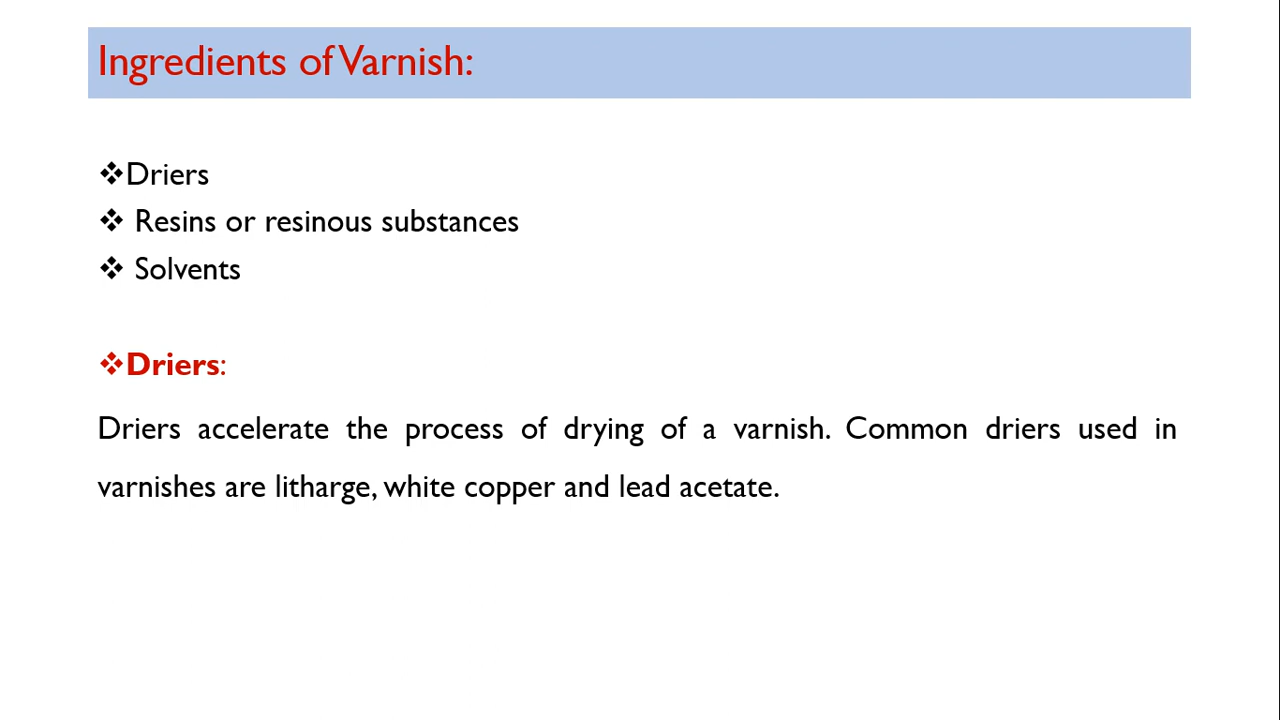 Ingredients of Varnish:
❖Driers
❖ Resins or resinous substances
❖ Solvents
❖Driers:
Driers accelerate the process of drying of a varnish. Common driers used in
varnishes are litharge, white copper and lead acetate.